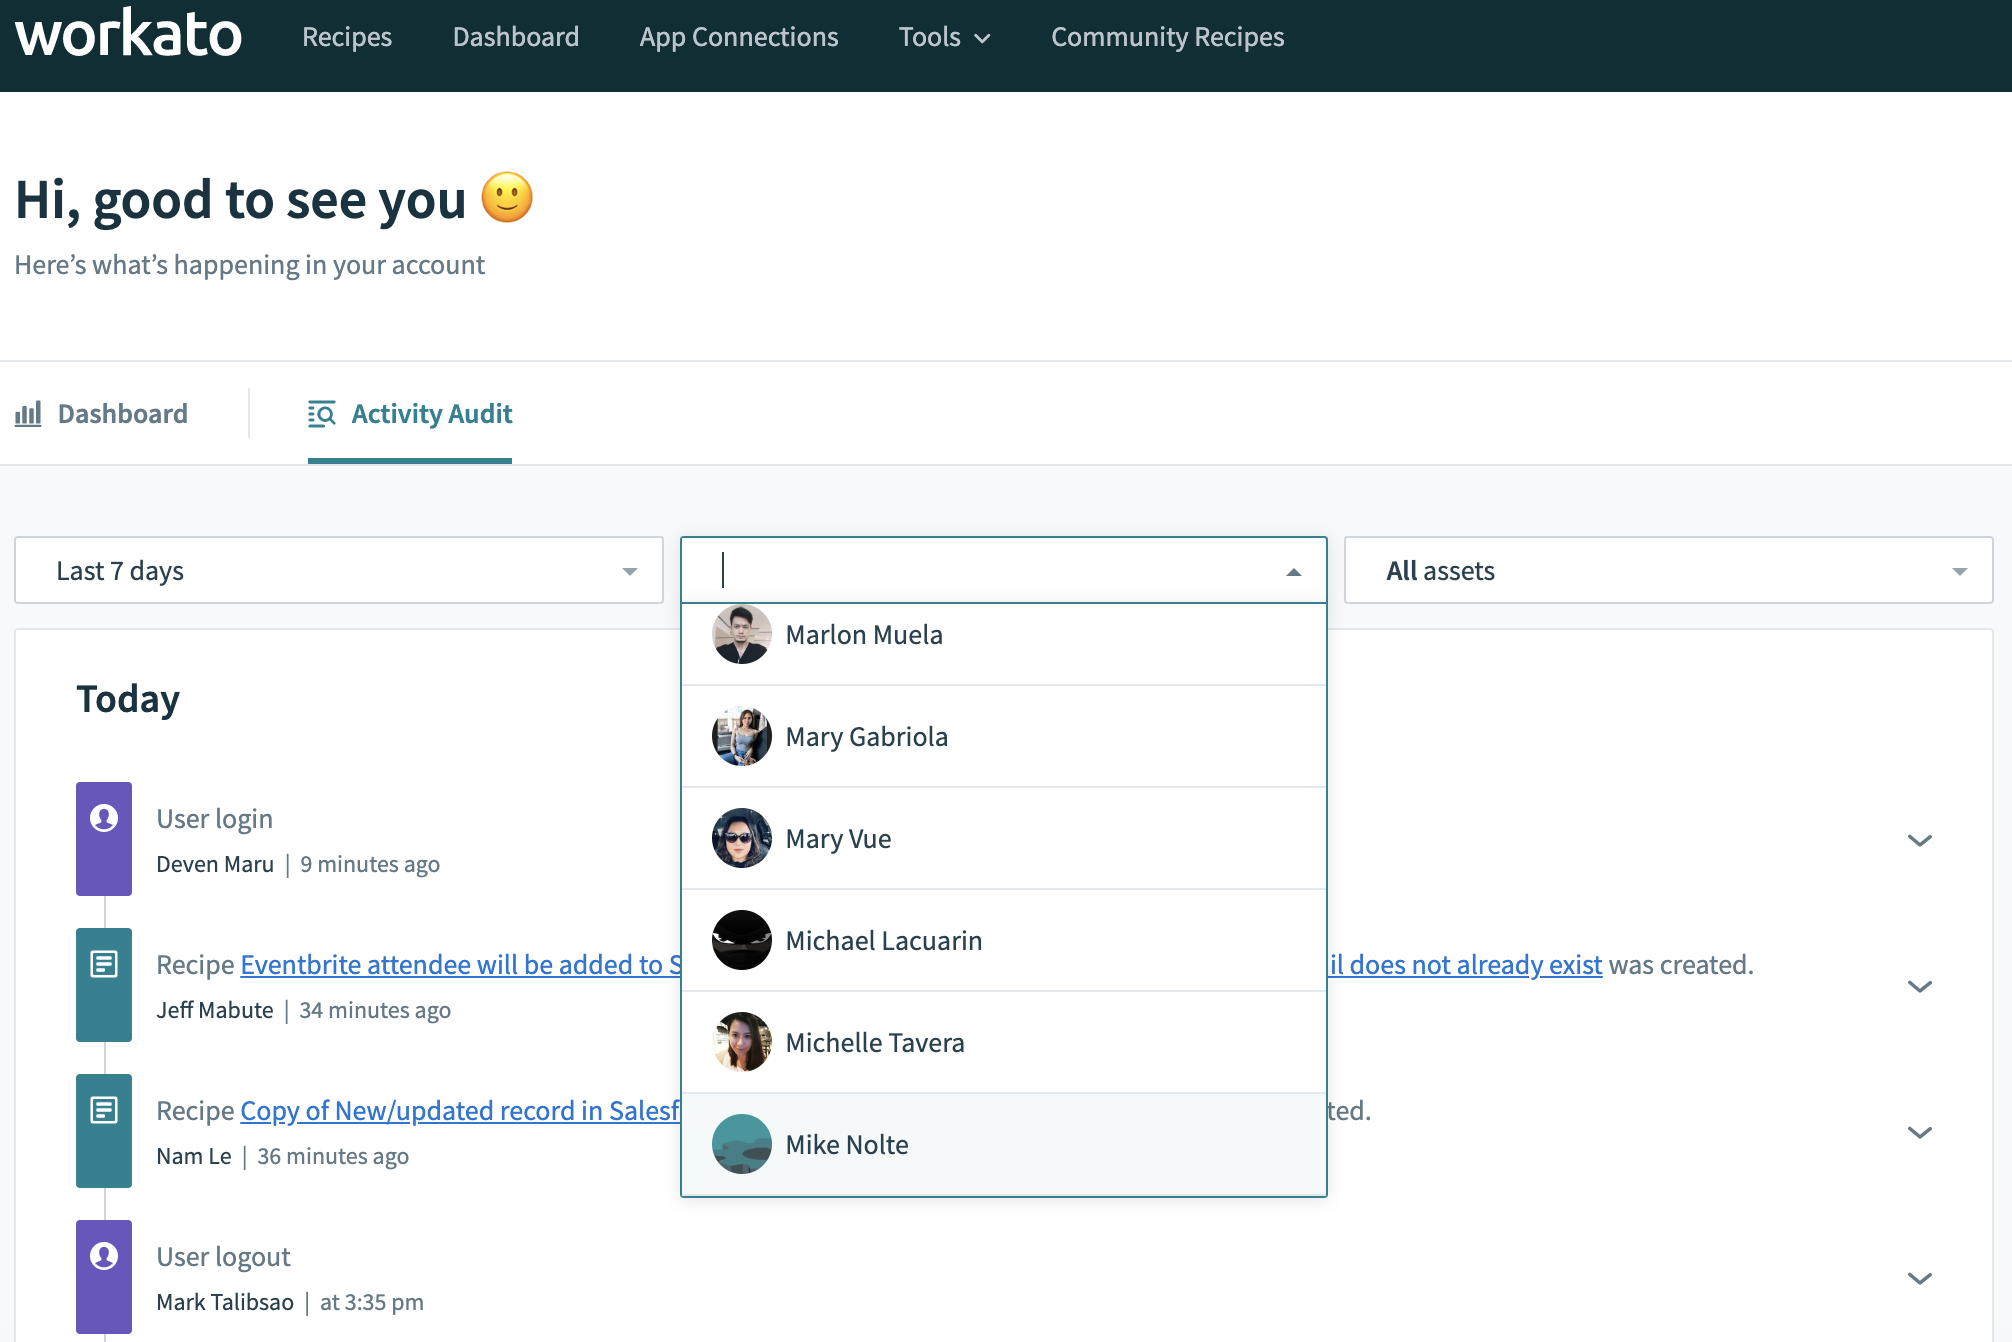 workato
Recipes
Dashboard
App Connections
Tools
Community Recipes
Hi, good to see you
Here’s what’s happening in your account
Dashboard
Activity Audit
Last 7 days
All assets
Marlon Muela
Mary Gabriola
Mary Vue
Michael Lacuarin
Michelle Tavera
Mike Nolte
Today
User login
Deven Maru | 9 minutes ago
Recipe Eventbrite attendee will be added to S
il does not already exist was created.
Jeff Mabute | 34 minutes ago
Recipe Copy of New/updated record in Salesf
ted.
Nam Le | 36 minutes ago
User logout
Mark Talibsao | at 3:35 pm